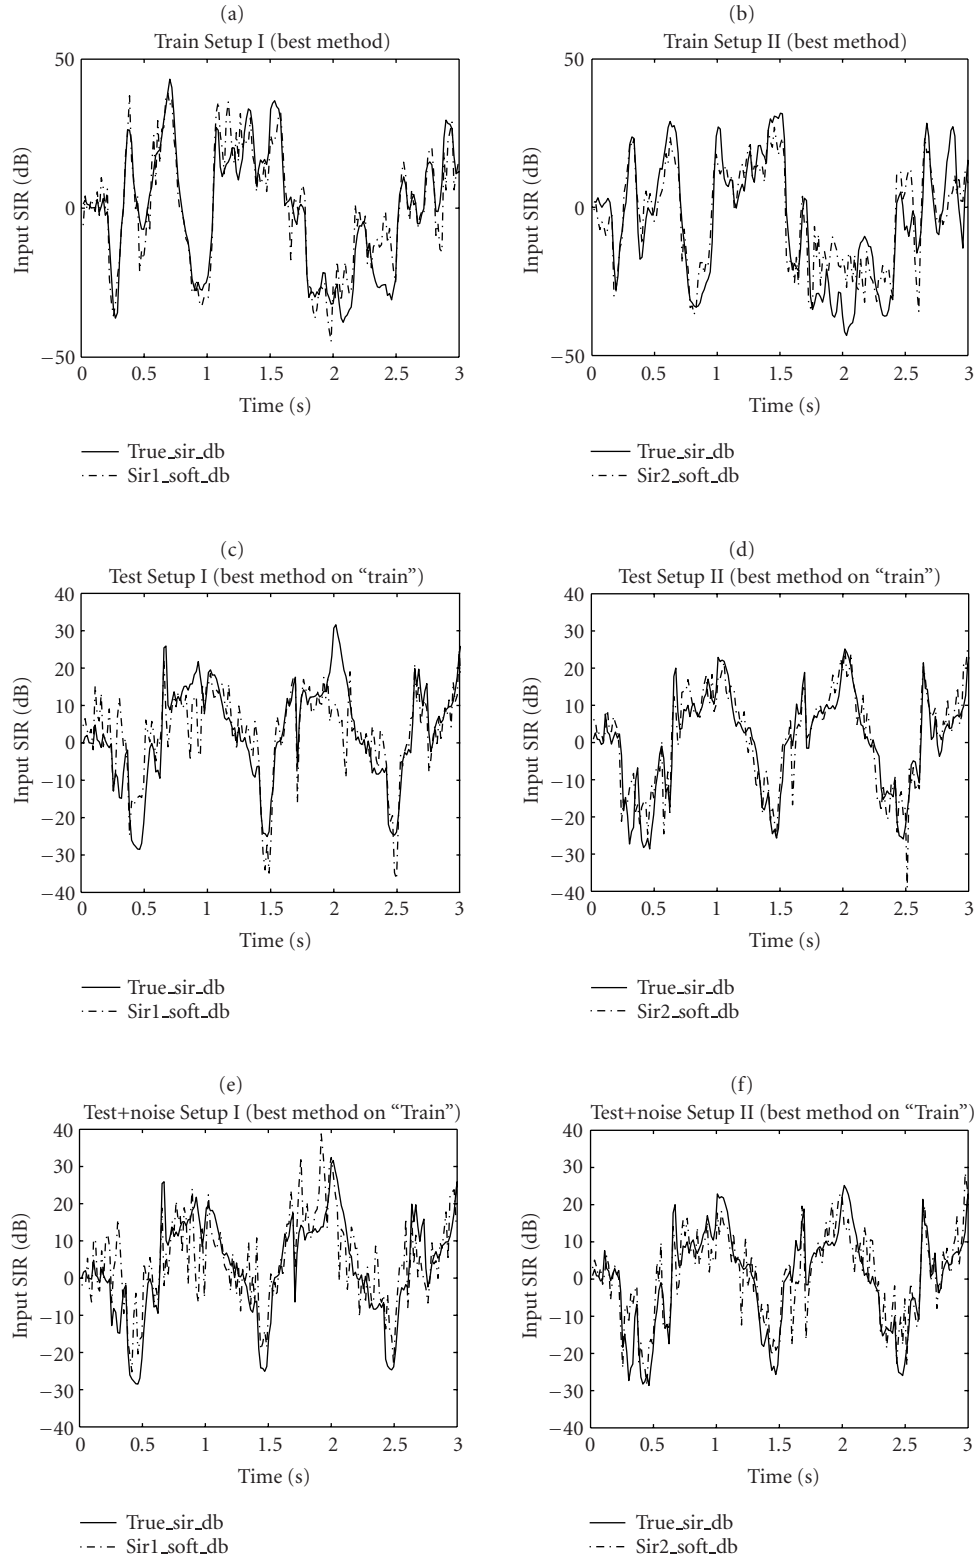 (a)
Train Setup I (best method)
50
0
−50
Input SIR (dB)
0 0.5 1 1.5 2 2.5 3
Time (s)
True_sir_db
Sir1_soft_db
(b)
Train Setup II (best method)
50
0
−50
Input SIR (dB)
0 0.5 1 1.5 2 2.5 3
Time (s)
True_sir_db
Sir2_soft_db
(c)
Test Setup I (best method on “train”)
40
30
20
10
0
−10
−20
−30
−40
Input SIR (dB)
0 0.5 1 1.5 2 2.5 3
Time (s)
True_sir_db
Sir1_soft_db
(d)
Test Setup II (best method on “train”)
40
30
20
10
0
−10
−20
−30
−40
Input SIR (dB)
0 0.5 1 1.5 2 2.5 3
Time (s)
True_sir_db
Sir2_soft_db
(e)
Test+noise Setup I (best method on “Train”)
40
30
20
10
0
−10
−20
−30
−40
Input SIR (dB)
0 0.5 1 1.5 2 2.5 3
Time (s)
True_sir_db
Sir1_soft_db
(f)
Test+noise Setup II (best method on “Train”)
40
30
20
10
0
−10
−20
−30
−40
Input SIR (dB)
0 0.5 1 1.5 2 2.5 3
Time (s)
True_sir_db
Sir2_soft_db